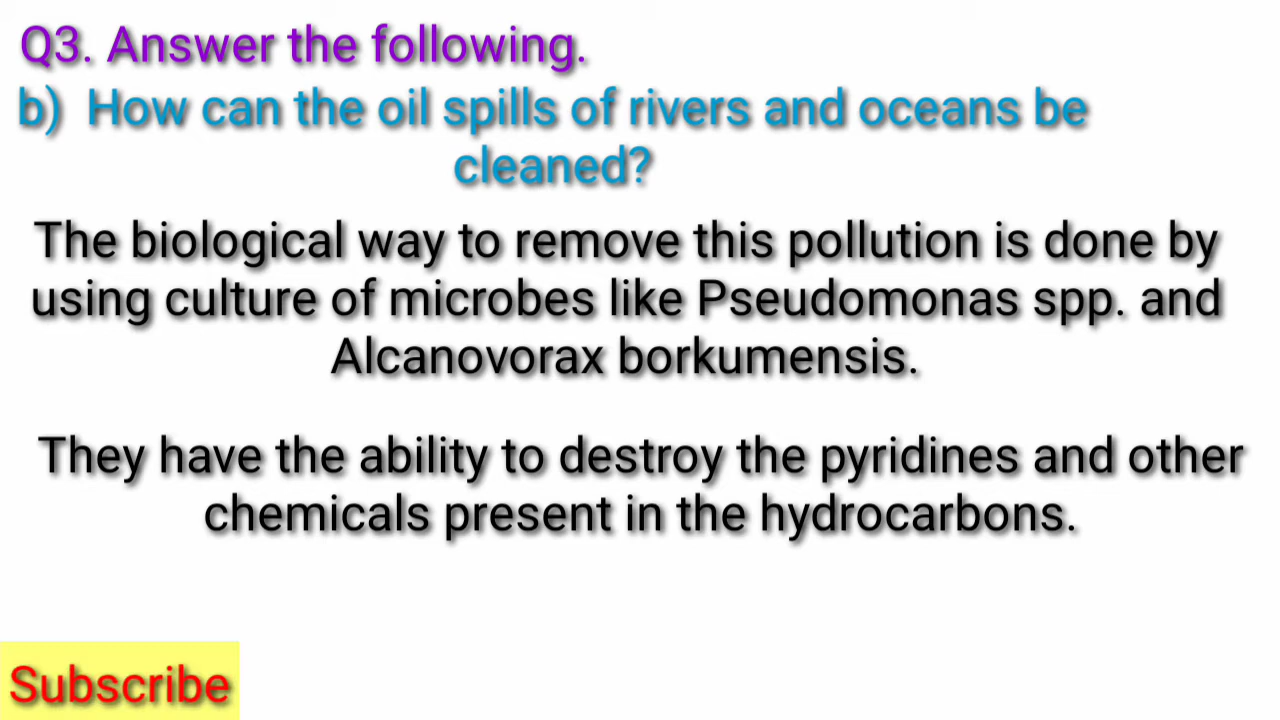 Q3. Answer the following.
b) How can the oil spills of rivers and oceans be
cleaned?
The biological way to remove this pollution is done by
using culture of microbes like Pseudomonas spp. and
Alcanovorax borkumensis.
They have the ability to destroy the pyridines and other
chemicals present in the hydrocarbons.
Subscribe